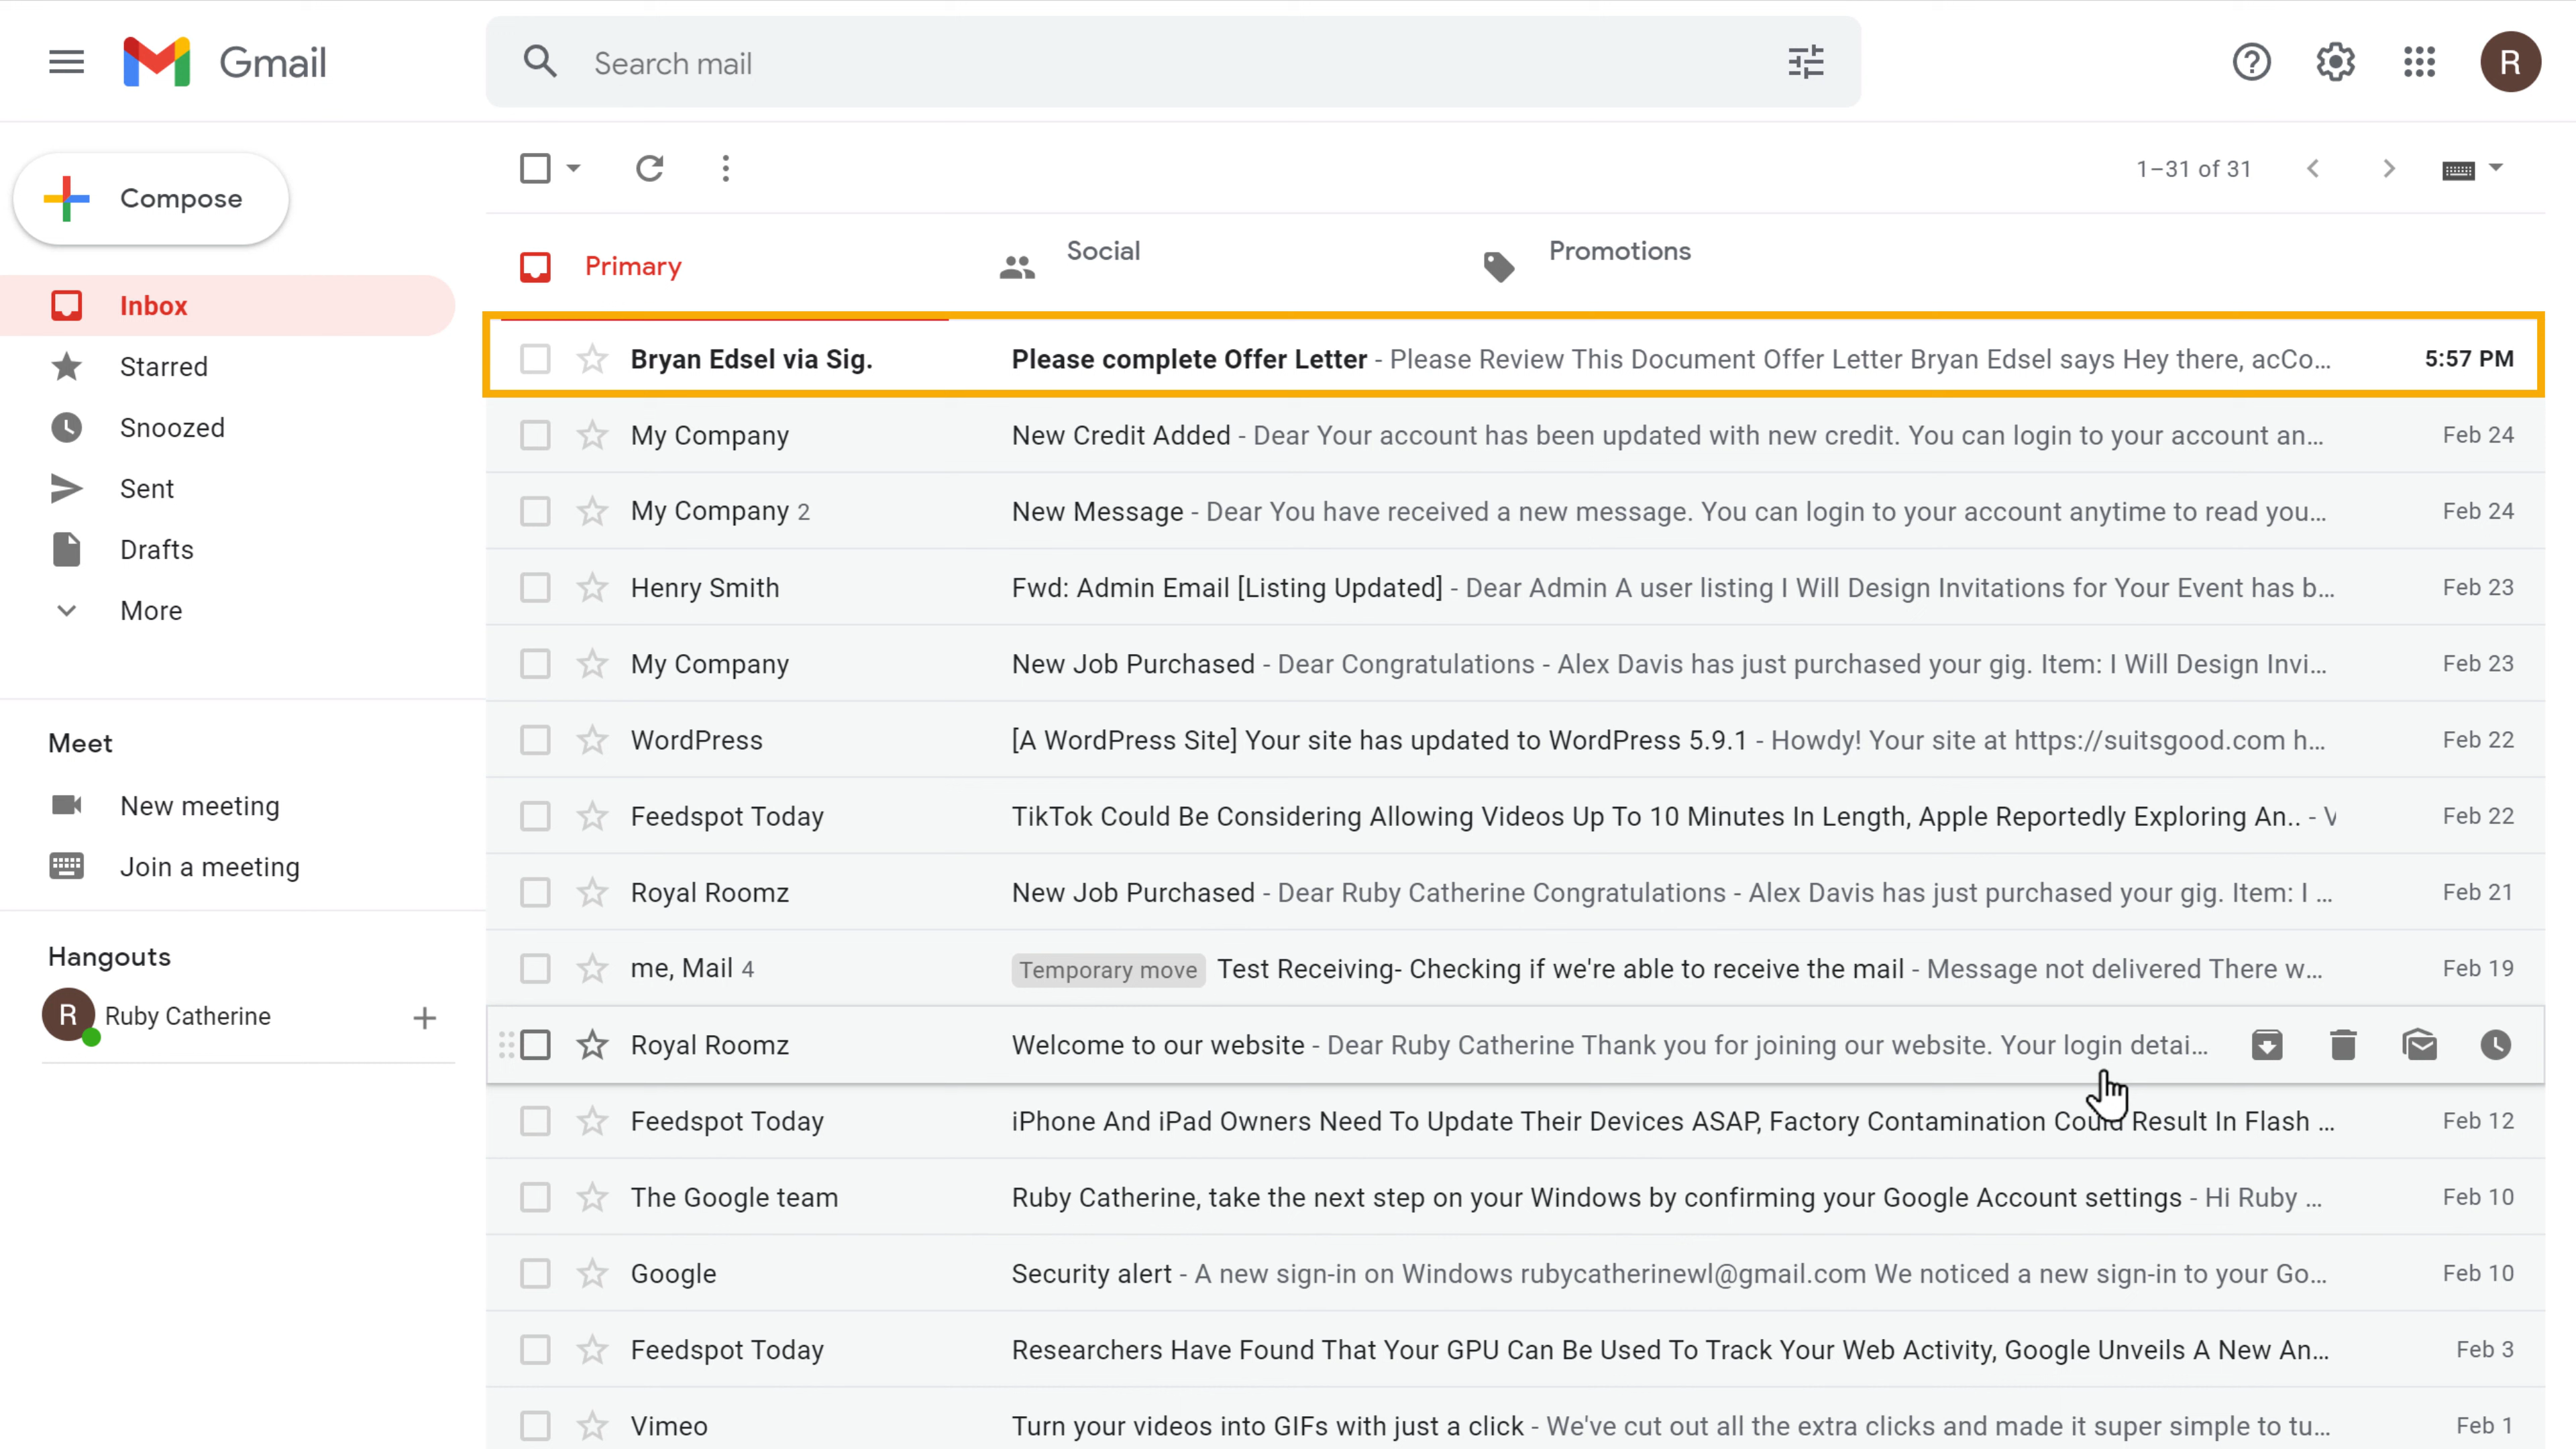 Gmail
Search mail
R
Compose
1–31 of 31
Inbox
Starred
Snoozed
Sent
Drafts
More
Meet
New meeting
Join a meeting
Hangouts
R Ruby Catherine
Primary
Social
Promotions
Bryan Edsel via Sig. Please complete Offer Letter - Please Review This Document Offer Letter Bryan Edsel says Hey there, acCo... 5:57 PM
My Company New Credit Added - Dear Your account has been updated with new credit. You can login to your account an... Feb 24
My Company 2 New Message - Dear You have received a new message. You can login to your account anytime to read you... Feb 24
Henry Smith Fwd: Admin Email [Listing Updated] - Dear Admin A user listing I Will Design Invitations for Your Event has b... Feb 23
My Company New Job Purchased - Dear Congratulations - Alex Davis has just purchased your gig. Item: I Will Design Invi... Feb 23
WordPress [A WordPress Site] Your site has updated to WordPress 5.9.1 - Howdy! Your site at https://suitsgood.com h... Feb 22
Feedspot Today TikTok Could Be Considering Allowing Videos Up To 10 Minutes In Length, Apple Reportedly Exploring An.. - V Feb 22
Royal Roomz New Job Purchased - Dear Ruby Catherine Congratulations - Alex Davis has just purchased your gig. Item: I ... Feb 21
me, Mail 4 Temporary move Test Receiving- Checking if we're able to receive the mail - Message not delivered There w... Feb 19
Royal Roomz Welcome to our website - Dear Ruby Catherine Thank you for joining our website. Your login detai...
Feedspot Today iPhone And iPad Owners Need To Update Their Devices ASAP, Factory Contamination Could Result In Flash ... Feb 12
The Google team Ruby Catherine, take the next step on your Windows by confirming your Google Account settings - Hi Ruby ... Feb 10
Google Security alert - A new sign-in on Windows rubycatherinewl@gmail.com We noticed a new sign-in to your Go... Feb 10
Feedspot Today Researchers Have Found That Your GPU Can Be Used To Track Your Web Activity, Google Unveils A New An... Feb 3
Vimeo Turn your videos into GIFs with just a click - We've cut out all the extra clicks and made it super simple to tu... Feb 1